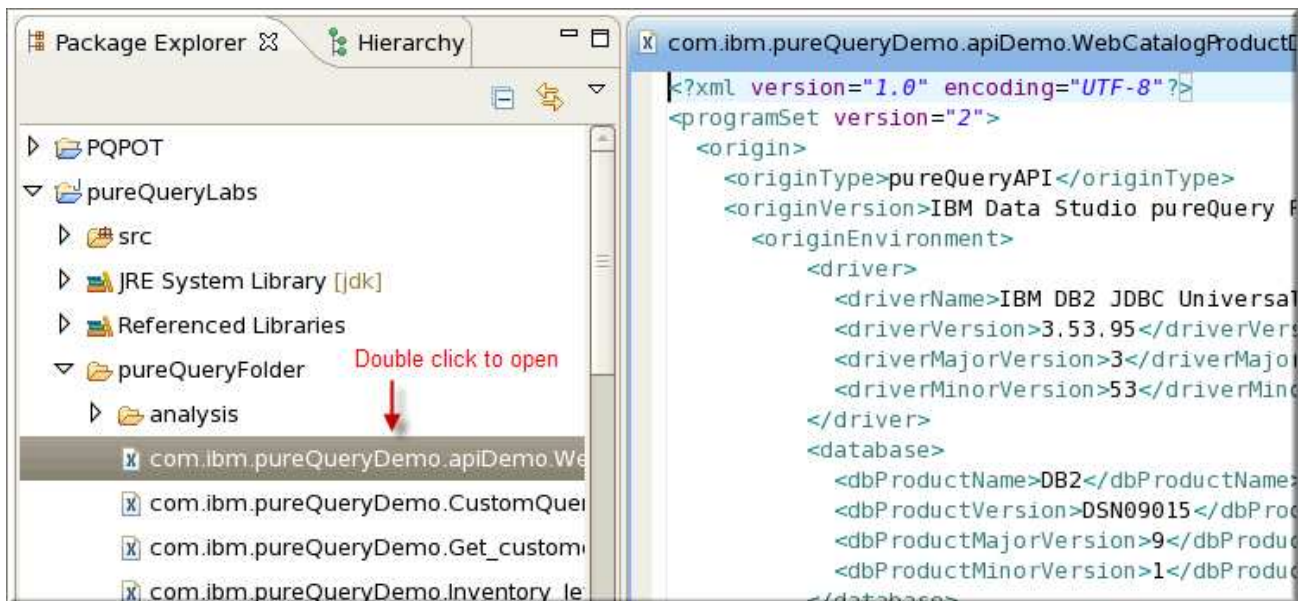 Package Explorer
Hierarchy
PQPOT
pureQueryLabs
src
JRE System Library [jdk]
Referenced Libraries
pureQueryFolder
Double click to open
analysis
com.ibm.pureQueryDemo.apiDemo.We
com.ibm.pureQueryDemo.CustomQue
com.ibm.pureQueryDemo.Get_custom
com.ibm.pureQueryDemo.Inventory_le
com.ibm.pureQueryDemo.apiDemo.WebCatalogProduct
<?xml version="1.0" encoding="UTF-8"?>
<programSet version="2">
<origin>
<originType>pureQueryAPI</originType>
<originVersion>IBM Data Studio pureQuery
<originEnvironment>
<driver>
<driverName>IBM DB2 JDBC Universal
<driverVersion>3.53.95</driverVers
<driverMajorVersion>3</driverMajo
<driverMinorVersion>53</driverMin
</driver>
<database>
<dbProductName>DB2</dbProductName>
<dbProductVersion>DSN09015</dbProd
<dbProductMajorVersion>9</dbProdu
<dbProductMinorVersion>1</dbProduc
</database>